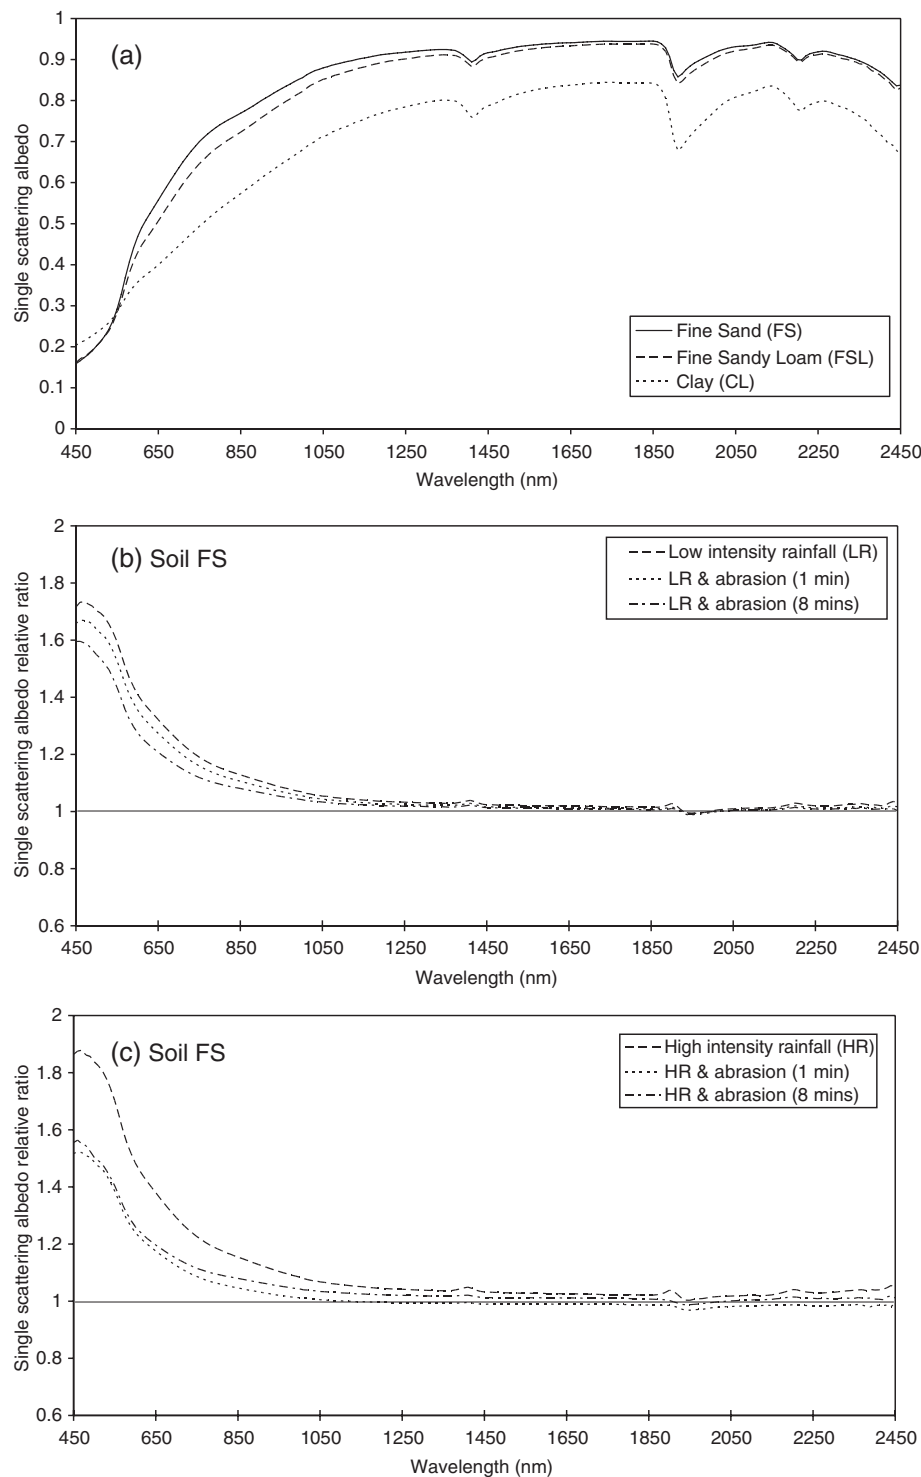 1
0.9
0.8
0.7
0.6
0.5
0.4
0.3
0.2
0.1
0
Single scattering albedo
(a)
Fine Sand (FS)
Fine Sandy Loam (FSL)
Clay (CL)
450 650 850 1050 1250 1450 1650 1850 2050 2250 2450
Wavelength (nm)
2
1.8
1.6
1.4
1.2
1
0.8
0.6
Single scattering albedo relative ratio
(b) Soil FS
Low intensity rainfall (LR)
LR & abrasion (1 min)
LR & abrasion (8 mins)
450 650 850 1050 1250 1450 1650 1850 2050 2250 2450
Wavelength (nm)
2
1.8
1.6
1.4
1.2
1
0.8
0.6
Single scattering albedo relative ratio
(c) Soil FS
High intensity rainfall (HR)
HR & abrasion (1 min)
HR & abrasion (8 mins)
450 650 850 1050 1250 1450 1650 1850 2050 2250 2450
Wavelength (nm)